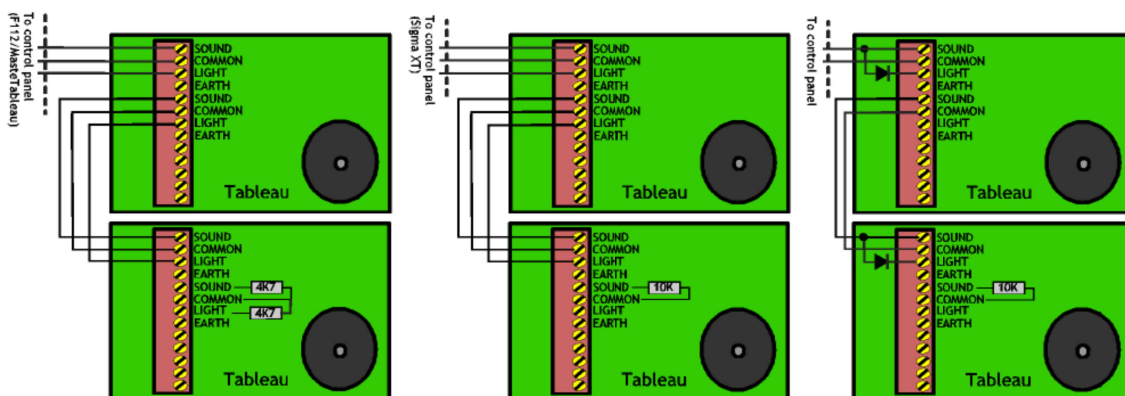 To control panel
(F112/MasteTableau)
SOUND
COMMON
LIGHT
EARTH
SOUND
COMMON
LIGHT
EARTH
Tableau
SOUND
COMMON
LIGHT
EARTH
SOUND
4K7
COMMON
LIGHT
4K7
EARTH
Tableau
To control panel
(Sigma XT)
SOUND
COMMON
LIGHT
EARTH
SOUND
COMMON
LIGHT
EARTH
Tableau
SOUND
COMMON
LIGHT
EARTH
SOUND
10K
COMMON
LIGHT
EARTH
Tableau
To control panel
SOUND
COMMON
LIGHT
EARTH
SOUND
COMMON
LIGHT
EARTH
Tableau
SOUND
COMMON
LIGHT
EARTH
SOUND
10K
COMMON
LIGHT
EARTH
Tableau